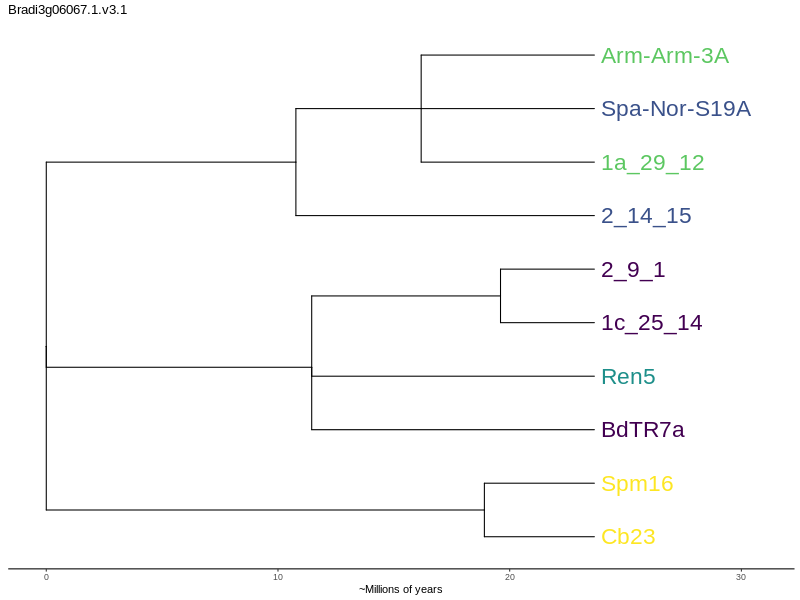 Bradi3g06067.1.v3.1
Arm-Arm-3A
Spa-Nor-S19A
1a_29_12
2_14_15
2_9_1
1c_25_14
Ren5
BdTR7a
Spm16
Cb23
0 10 20 30
~Millions of years